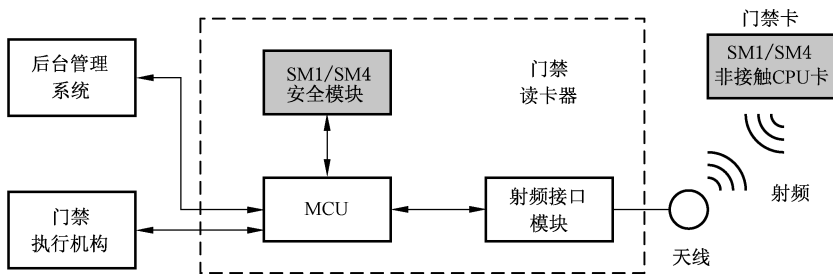 后台管理
系统
SM1/SM4
安全模块
门禁
读卡器
门禁卡
SM1/SM4
非接触CPU卡
门禁
执行机构
MCU
射频接口
模块
天线
射频